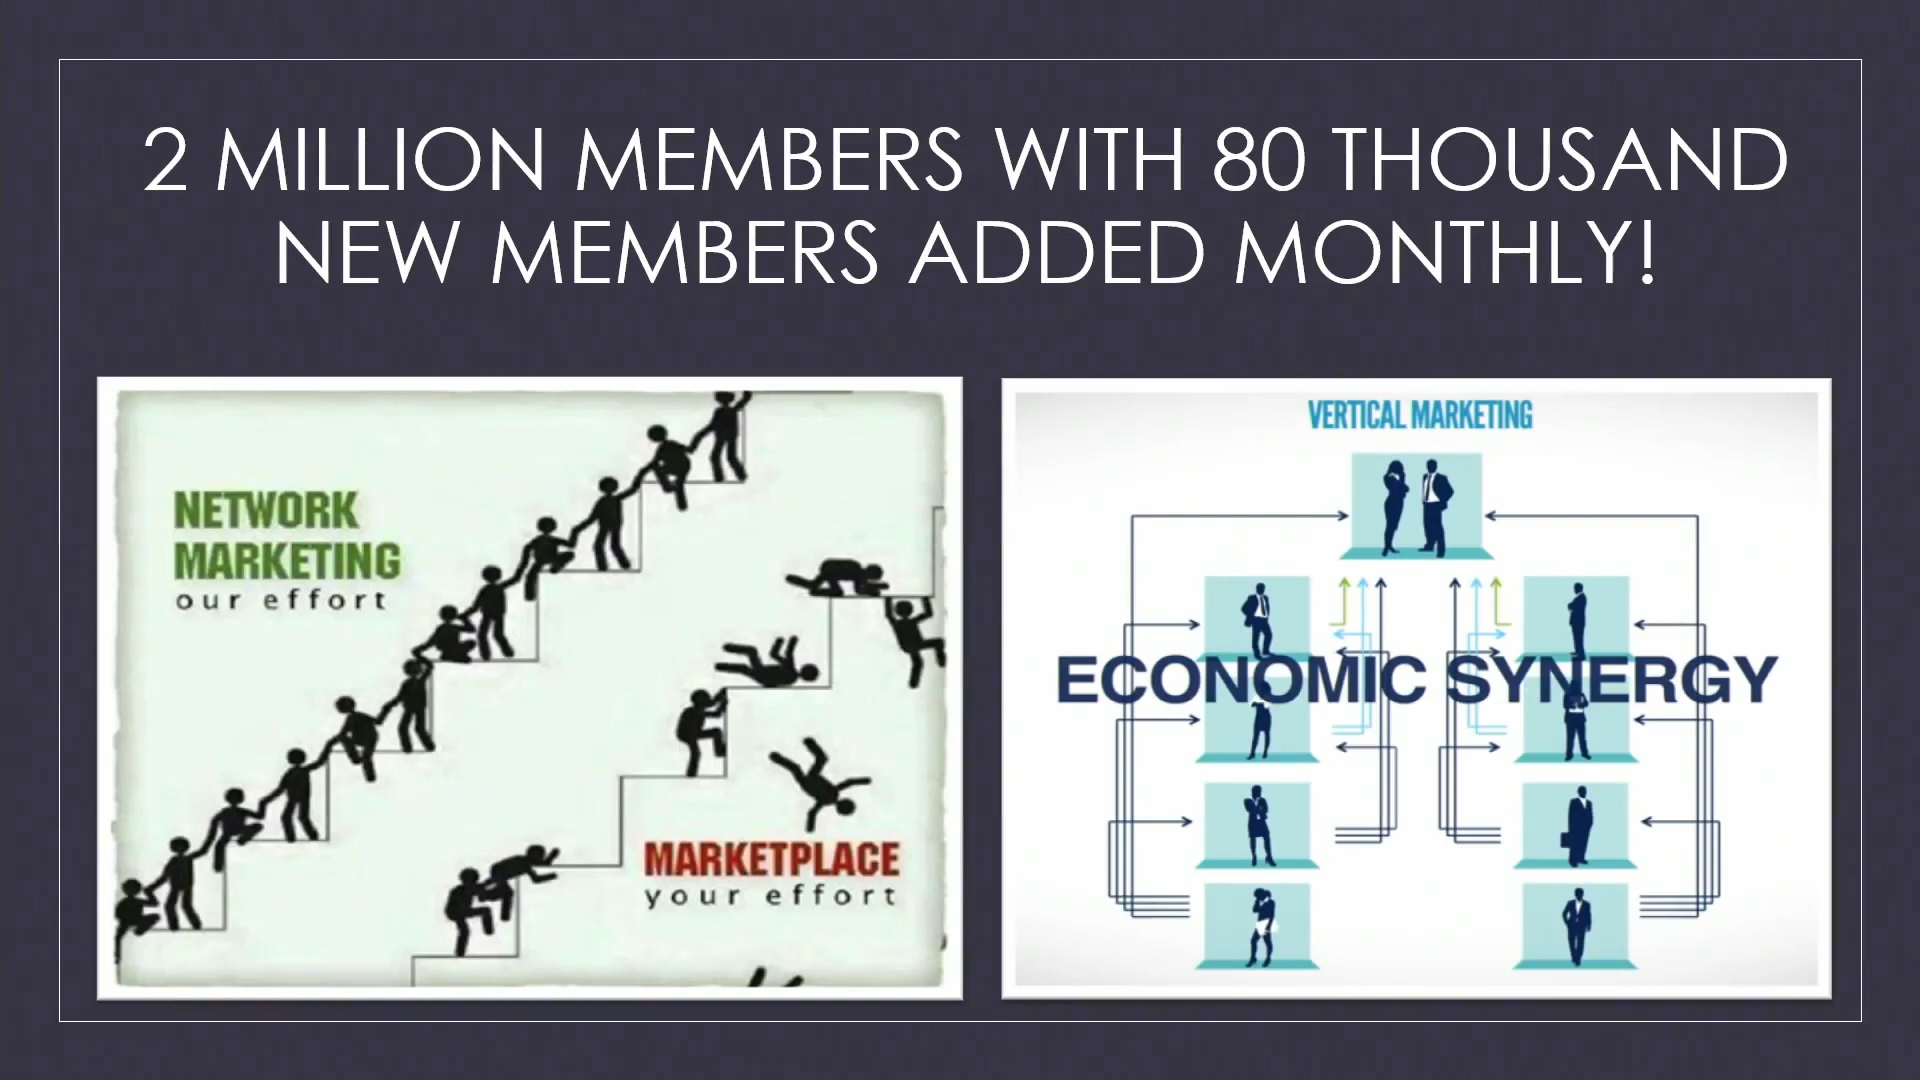 2 MILLION MEMBERS WITH 80 THOUSAND
NEW MEMBERS ADDED MONTHLY!
NETWORK
MARKETING
our effort
MARKETPLACE
your effort
VERTICAL MARKETING
ECONOMIC SYNERGY